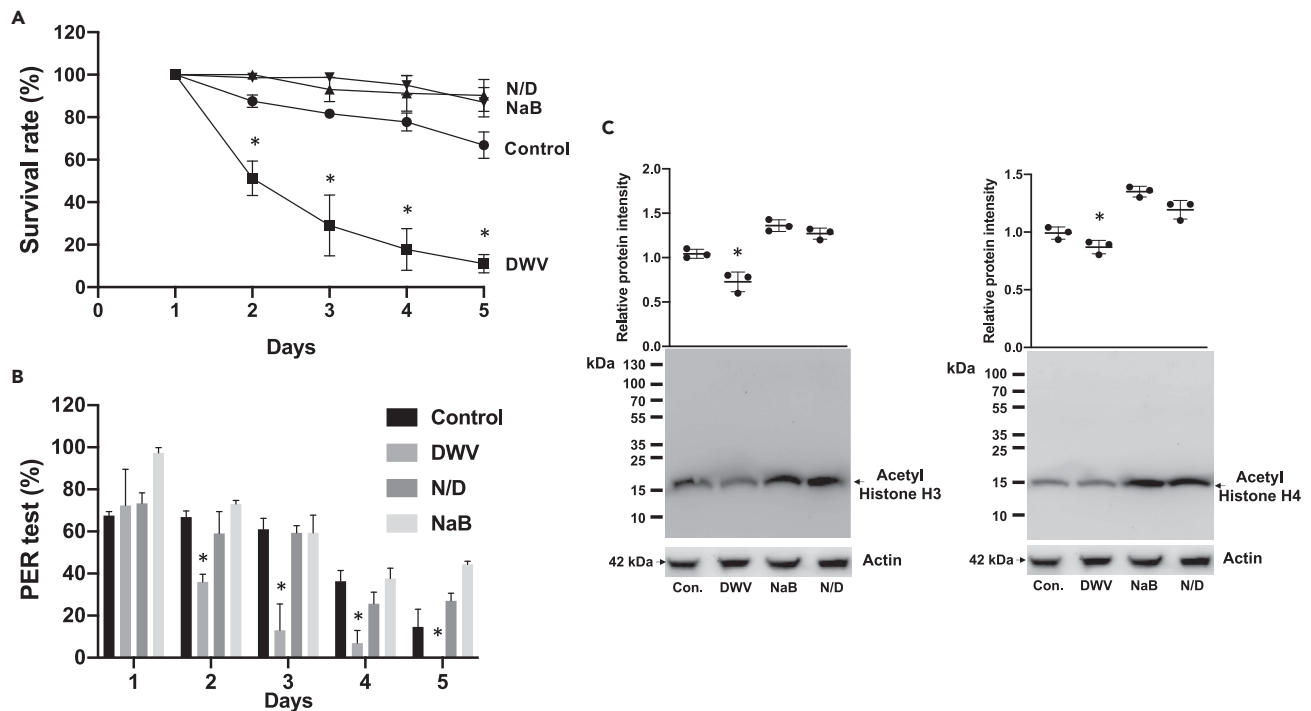 A
120
100
80
60
40
20
0
Survival rate (%)
0 1 2 3 4 5
Days
* * * *
N/D
NaB
Control
DWV
B
120
100
80
60
40
20
0
PER test (%)
* * * *
1 2 3 4 5
Days
Control
DWV
N/D
NaB
C
Relative protein intensity
2.0
1.5
1.0
0.5
0.0
*
kDa
130
100
70
55
35
25
15
10
Acetyl
Histone H3
42 kDa
Actin
Con. DWV NaB N/D
Relative protein intensity
1.5
1.0
0.5
0.0
*
kDa
100
70
55
35
25
15
10
Acetyl
Histone H4
42 kDa
Actin
Con. DWV NaB N/D